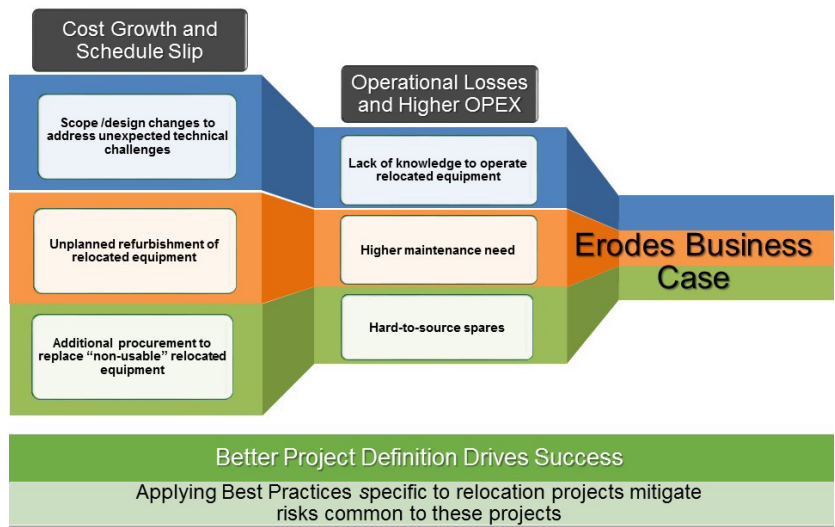 Cost Growth and
Schedule Slip
Scope /design changes to
address unexpected technical
challenges
Unplanned refurbishment of
relocated equipment
Additional procurement to
replace “non-usable” relocated
equipment
Operational Losses
and Higher OPEX
Lack of knowledge to operate
relocated equipment
Higher maintenance need
Hard-to-source spares
Erodes Business
Case
Better Project Definition Drives Success
Applying Best Practices specific to relocation projects mitigate
risks common to these projects